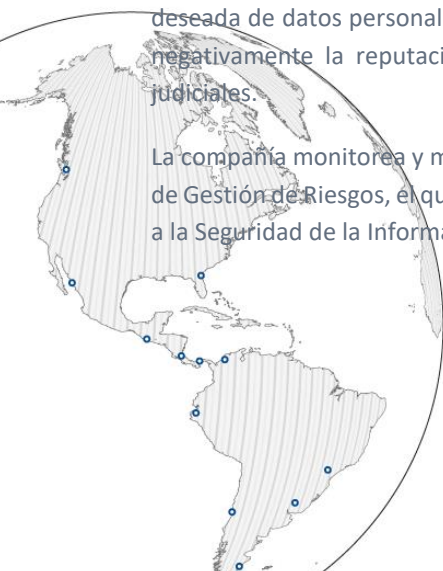 deseada de datos personal
negativamente la reputaci
judiciales.
La compañía monitorea y m
de Gestión de Riesgos, el qu
a la Seguridad de la Informa